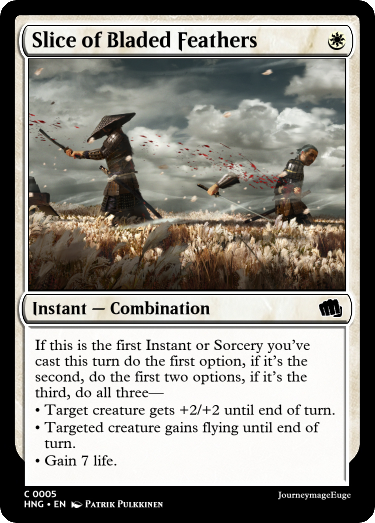 Slice of Bladed Feathers
Instant — Combination
If this is the first Instant or Sorcery you've
cast this turn do the first option, if it's the
second, do the first two options, if it's the
third, do all three—
• Target creature gets +2/+2 until end of turn.
• Targeted creature gains flying until end of
turn.
• Gain 7 life.
C 0005
HNG • EN Patrik Pulkkinen
JourneymageEuge